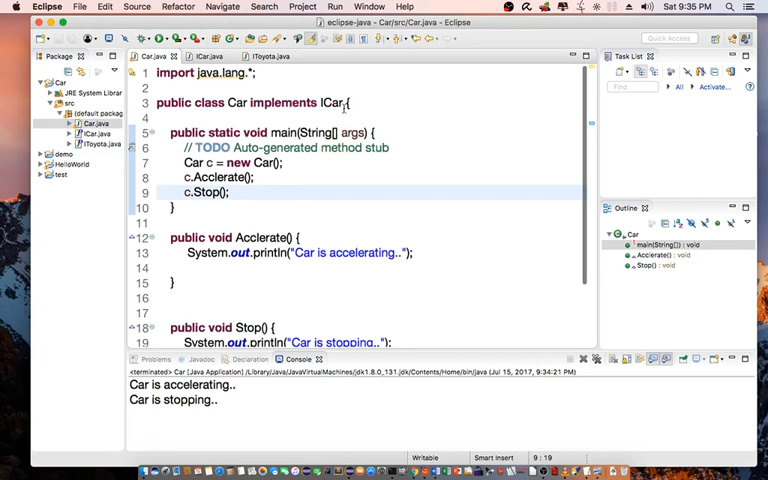 Eclipse File Edit Source Refactor Navigate Search Project Run Window Help Sat 9:35 PM
eclipse-java - Car/src/Car.java - Eclipse
Quick Access
Package
Car.java ICar.java IToyota.java
Task List
Car
JRE System Library
src
(default packag
Car.java
ICar.java
IToyota.java
demo
HelloWorld
test
1 import java.lang.*;
2
3 public class Car implements ICar{
4
5 public static void main(String[] args) {
6 // TODO Auto-generated method stub
7 Car c = new Car();
8 c.Acclerate();
9 c.Stop();
10 }
11
12 public void Acclerate() {
13 System.out.println("Car is accelerating..");
14
15 }
16
17
18 public void Stop() {
19 System.out.println("Car is stopping..");
Find All Activate...
Outline
Car
main(String[]) : void
Acclerate() : void
Stop() : void
Problems Javadoc Declaration Console
<terminated> Car [Java Application] /Library/Java/JavaVirtualMachines/jdk1.8.0_131.jdk/Contents/Home/bin/java (Jul 15, 2017, 9:34:21 PM)
Car is accelerating..
Car is stopping..
Writable Smart Insert 9 : 19